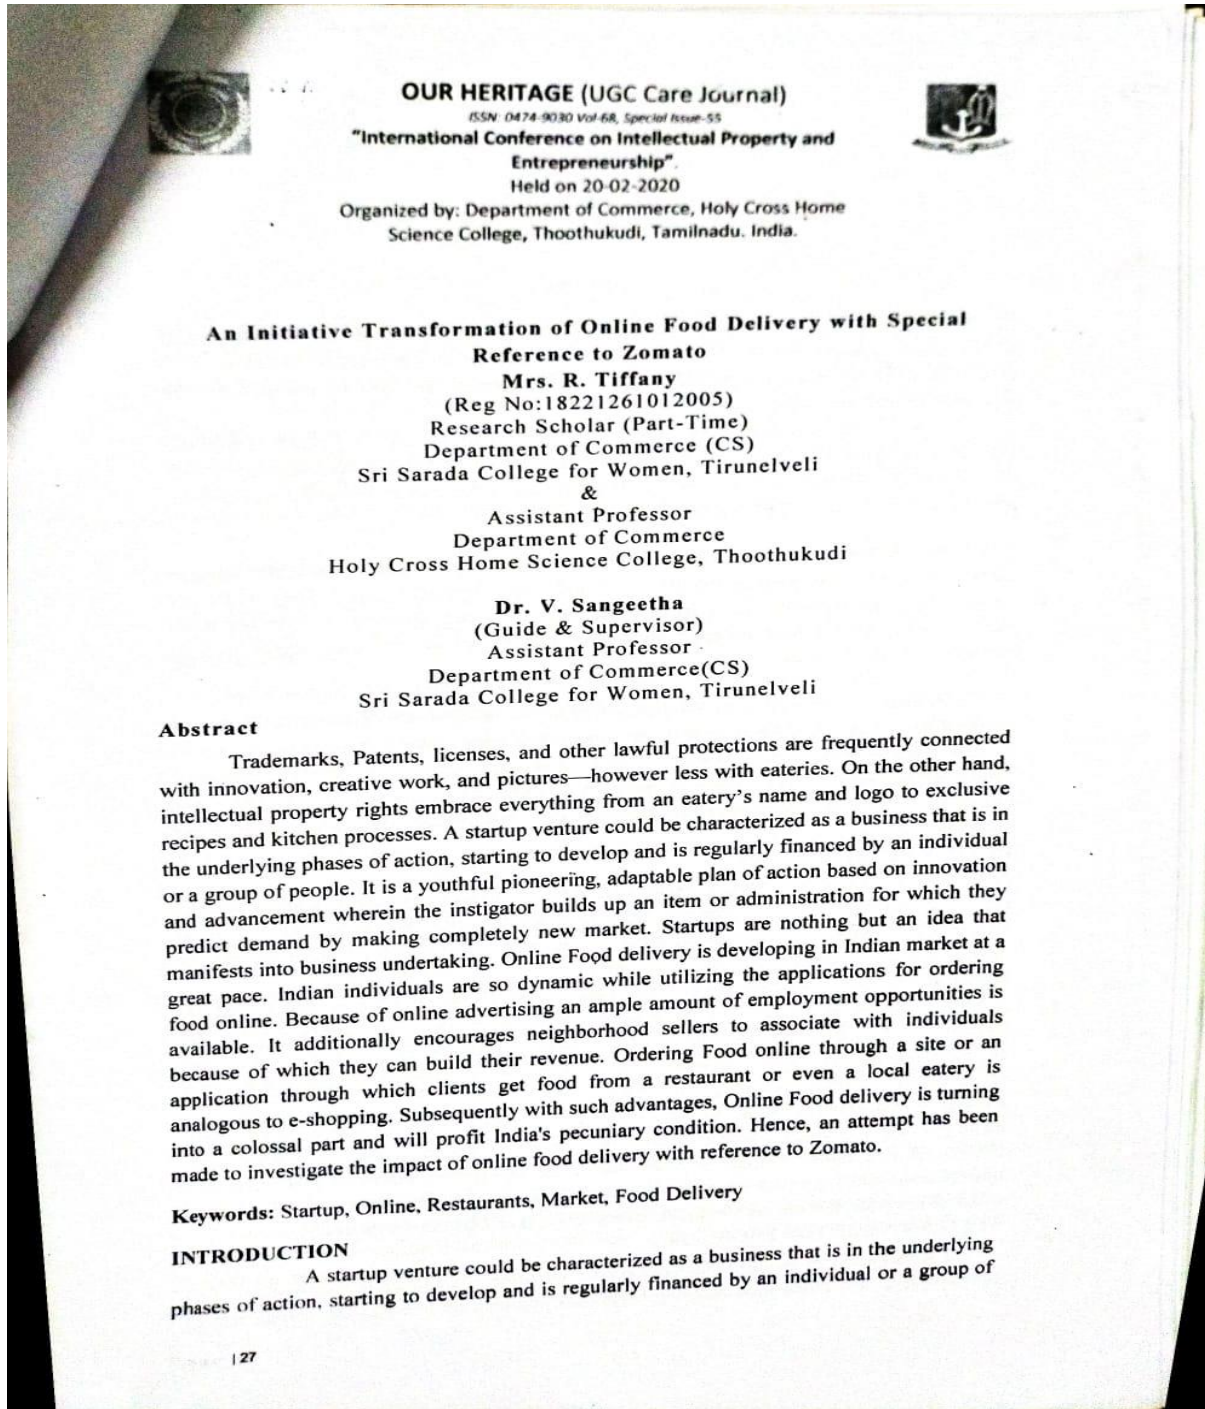 OUR HERITAGE (UGC Care Journal)
ISSN: 0474-9030 Vol-68, Special Issue-55
"International Conference on Intellectual Property and
Entrepreneurship".
Held on 20-02-2020
Organized by: Department of Commerce, Holy Cross Home
Science College, Thoothukudi, Tamilnadu. India.
An Initiative Transformation of Online Food Delivery with Special
Reference to Zomato
Mrs. R. Tiffany
(Reg No:18221261012005)
Research Scholar (Part-Time)
Department of Commerce (CS)
Sri Sarada College for Women, Tirunelveli
&
Assistant Professor
Department of Commerce
Holy Cross Home Science College, Thoothukudi
Dr. V. Sangeetha
(Guide & Supervisor)
Assistant Professor
Department of Commerce(CS)
Sri Sarada College for Women, Tirunelveli
Abstract
Trademarks, Patents, licenses, and other lawful protections are frequently connected
with innovation, creative work, and pictures—however less with eateries. On the other hand,
intellectual property rights embrace everything from an eatery's name and logo to exclusive
recipes and kitchen processes. A startup venture could be characterized as a business that is in
the underlying phases of action, starting to develop and is regularly financed by an individual
or a group of people. It is a youthful pioneering, adaptable plan of action based on innovation
and advancement wherein the instigator builds up an item or administration for which they
predict demand by making completely new market. Startups are nothing but an idea that
manifests into business undertaking. Online Food delivery is developing in Indian market at a
great pace. Indian individuals are so dynamic while utilizing the applications for ordering
food online. Because of online advertising an ample amount of employment opportunities is
available. It additionally encourages neighborhood sellers to associate with individuals
because of which they can build their revenue. Ordering Food online through a site or an
application through which clients get food from a restaurant or even a local eatery is
analogous to e-shopping. Subsequently with such advantages, Online Food delivery is turning
into a colossal part and will profit India's pecuniary condition. Hence, an attempt has been
made to investigate the impact of online food delivery with reference to Zomato.
Keywords: Startup, Online, Restaurants, Market, Food Delivery
INTRODUCTION
A startup venture could be characterized as a business that is in the underlying
phases of action, starting to develop and is regularly financed by an individual or a group of
| 27